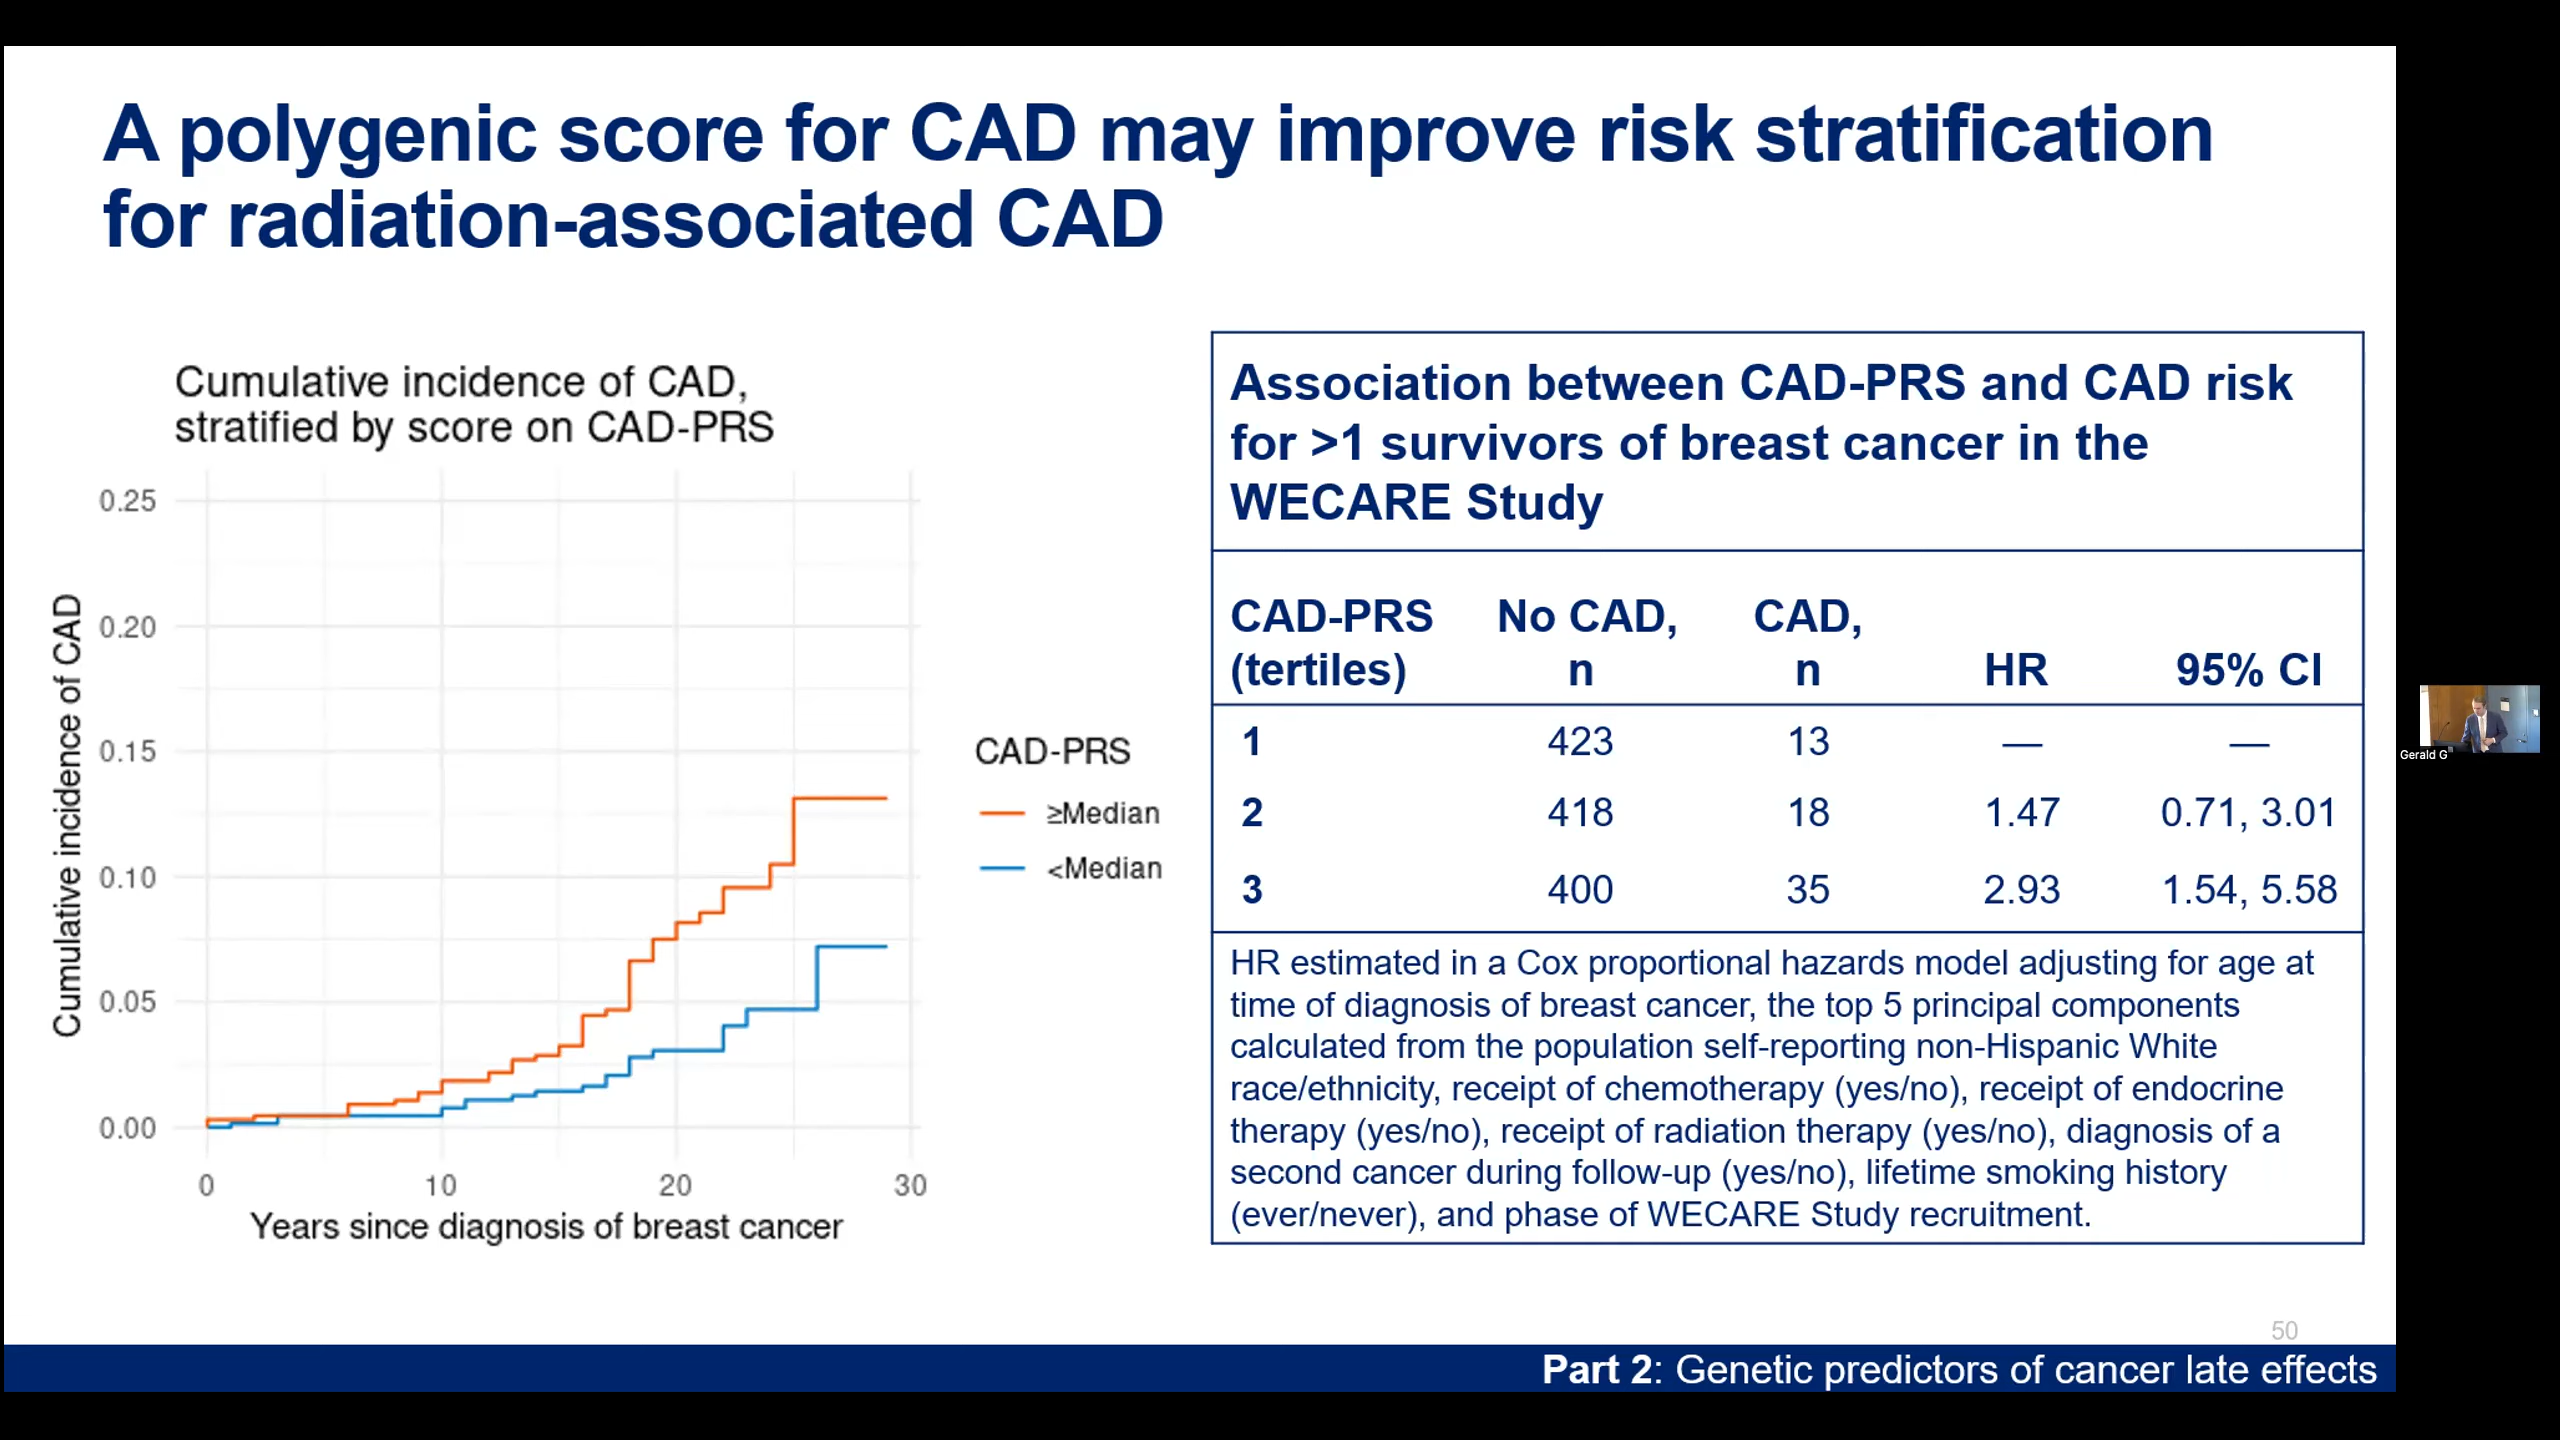 A polygenic score for CAD may improve risk stratification
for radiation-associated CAD
Cumulative incidence of CAD,
stratified by score on CAD-PRS
Cumulative incidence of CAD
0.25
0.20
0.15
0.10
0.05
0.00
0
10
20
30
Years since diagnosis of breast cancer
CAD-PRS
≥Median
<Median
Association between CAD-PRS and CAD risk
for >1 survivors of breast cancer in the
WECARE Study
CAD-PRS No CAD, CAD,
(tertiles) n n HR 95% CI
1 423 13 — —
2 418 18 1.47 0.71, 3.01
3 400 35 2.93 1.54, 5.58
HR estimated in a Cox proportional hazards model adjusting for age at
time of diagnosis of breast cancer, the top 5 principal components
calculated from the population self-reporting non-Hispanic White
race/ethnicity, receipt of chemotherapy (yes/no), receipt of endocrine
therapy (yes/no), receipt of radiation therapy (yes/no), diagnosis of a
second cancer during follow-up (yes/no), lifetime smoking history
(ever/never), and phase of WECARE Study recruitment.
50
Part 2: Genetic predictors of cancer late effects
Gerald G